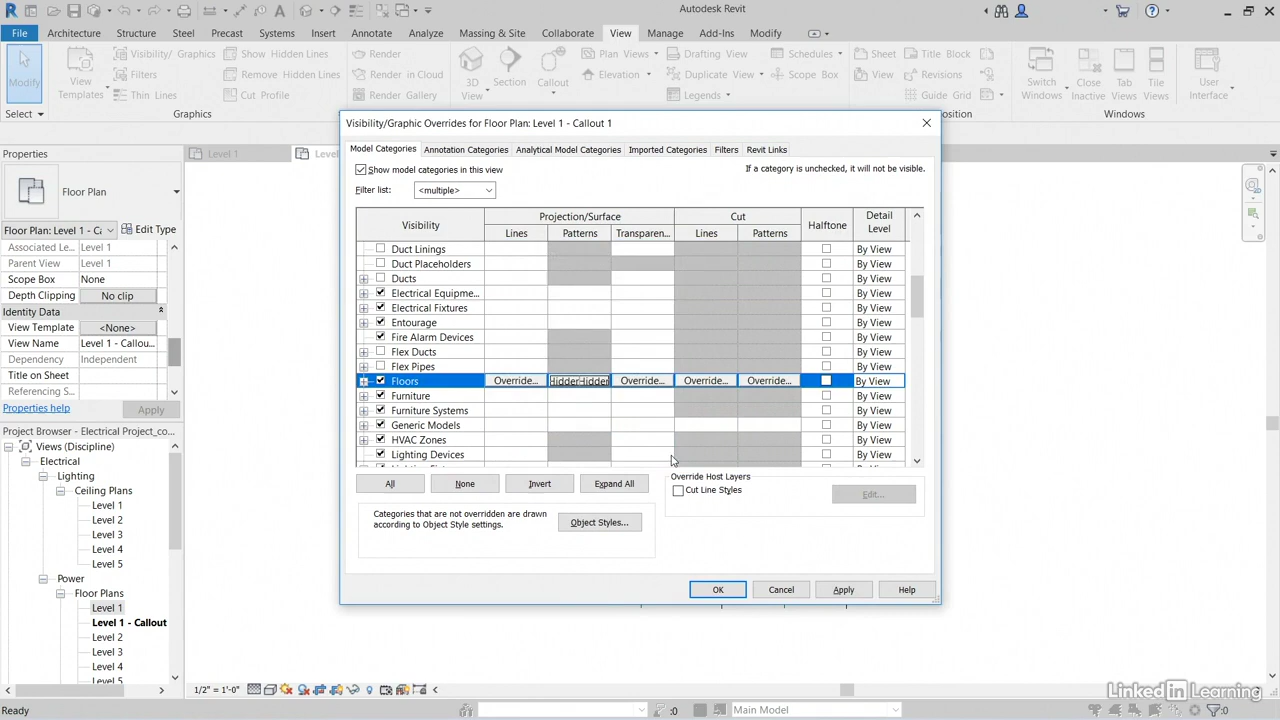 Autodesk Revit
File Architecture Structure Steel Precast Systems Insert Annotate Analyze Massing & Site Collaborate View Manage Add-Ins Modify
Modify
View Templates
Visibility/ Graphics
Filters
Thin Lines
Show Hidden Lines
Remove Hidden Lines
Cut Profile
Render
Render in Cloud
Render Gallery
3D View
Section
Callout
Plan Views
Elevation
Drafting View
Duplicate View
Legends
Schedules
Scope Box
Sheet
View
Title Block
Revisions
Guide Grid
Switch Windows
Close Inactive
Tab Views
Tile Views
User Interface
Select
Graphics
position
Windows
Properties
Level 1
Level
Floor Plan
Floor Plan: Level 1 - Ca
Edit Type
Associated Le... Level 1
Parent View Level 1
Scope Box None
Depth Clipping No clip
Identity Data
View Template <None>
View Name Level 1 - Callou...
Dependency Independent
Title on Sheet
Referencing S...
Properties help
Apply
Project Browser - Electrical Project_co...
Views (Discipline)
Electrical
Lighting
Ceiling Plans
Level 1
Level 2
Level 3
Level 4
Level 5
Power
Floor Plans
Level 1
Level 1 - Callout
Level 2
Level 3
Level 4
Level 5
Visibility/Graphic Overrides for Floor Plan: Level 1 - Callout 1
Model Categories Annotation Categories Analytical Model Categories Imported Categories Filters Revit Links
Show model categories in this view
If a category is unchecked, it will not be visible.
Filter list: <multiple>
Visibility Projection/Surface Cut Halftone Detail Level
Lines Patterns Transparen... Lines Patterns
Duct Linings By View
Duct Placeholders By View
Ducts By View
Electrical Equipme... By View
Electrical Fixtures By View
Entourage By View
Fire Alarm Devices By View
Flex Ducts By View
Flex Pipes By View
Floors Override... Hidden Hidden Override... Override... Override... By View
Furniture By View
Furniture Systems By View
Generic Models By View
HVAC Zones By View
Lighting Devices By View
All None Invert Expand All
Override Host Layers
Cut Line Styles Edit...
Categories that are not overridden are drawn
according to Object Style settings.
Object Styles...
OK Cancel Apply Help
1/2" = 1'-0"
Ready
:0
Main Model
:0
LinkedIn Learning